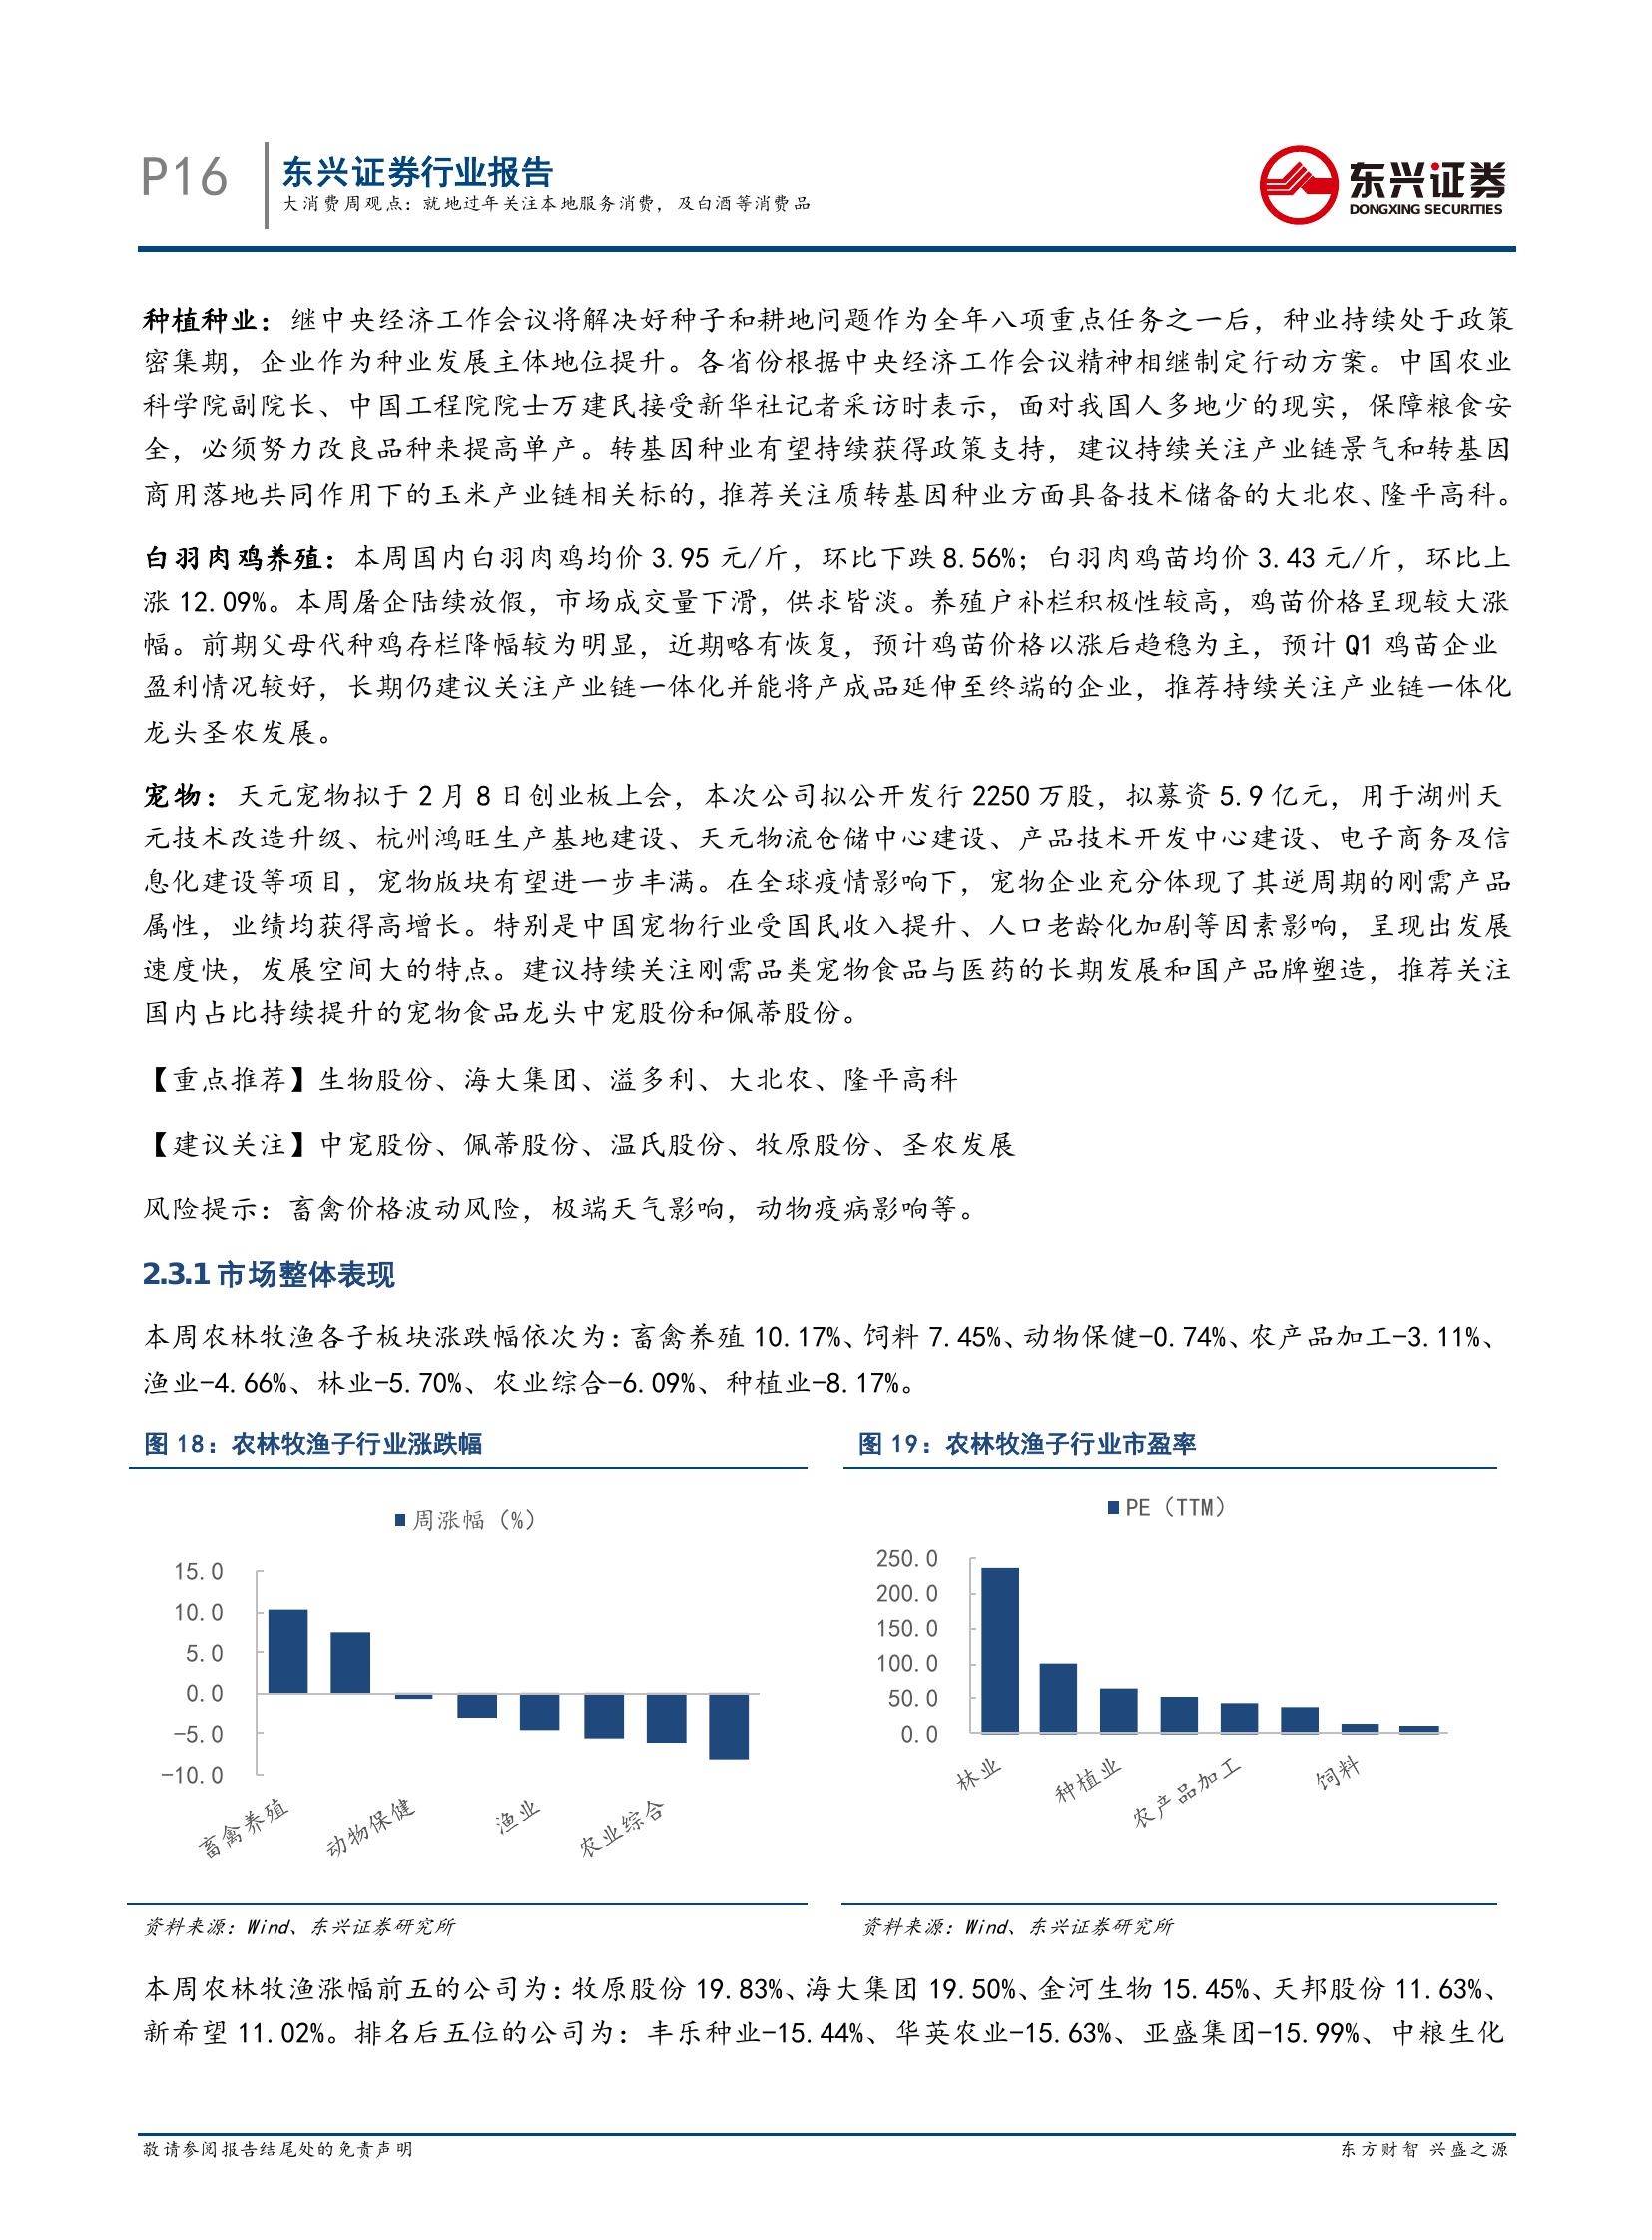 P16
东兴证券行业报告
大消费周观点：就地过年关注本地服务消费，及白酒等消费品
东兴证券
DONGXING SECURITIES
种植种业：继中央经济工作会议将解决好种子和耕地问题作为全年八项重点任务之一后，种业持续处于政策
密集期，企业作为种业发展主体地位提升。各省份根据中央经济工作会议精神相继制定行动方案。中国农业
科学院副院长、中国工程院院士万建民接受新华社记者采访时表示，面对我国人多地少的现实，保障粮食安
全，必须努力改良品种来提高单产。转基因种业有望持续获得政策支持，建议持续关注产业链景气和转基因
商用落地共同作用下的玉米产业链相关标的，推荐关注质转基因种业方面具备技术储备的大北农、隆平高科。
白羽肉鸡养殖：本周国内白羽肉鸡均价 3.95 元/斤，环比下跌 8.56%；白羽肉鸡苗均价 3.43 元/斤，环比上
涨 12.09%。本周屠企陆续放假，市场成交量下滑，供求皆淡。养殖户补栏积极性较高，鸡苗价格呈现较大涨
幅。前期父母代种鸡存栏降幅较为明显，近期略有恢复，预计鸡苗价格以涨后趋稳为主，预计 Q1 鸡苗企业
盈利情况较好，长期仍建议关注产业链一体化并能将产成品延伸至终端的企业，推荐持续关注产业链一体化
龙头圣农发展。
宠物：天元宠物拟于 2 月 8 日创业板上会，本次公司拟公开发行 2250 万股，拟募资 5.9 亿元，用于湖州天
元技术改造升级、杭州鸿旺生产基地建设、天元物流仓储中心建设、产品技术开发中心建设、电子商务及信
息化建设等项目，宠物版块有望进一步丰满。在全球疫情影响下，宠物企业充分体现了其逆周期的刚需产品
属性，业绩均获得高增长。特别是中国宠物行业受国民收入提升、人口老龄化加剧等因素影响，呈现出发展
速度快，发展空间大的特点。建议持续关注刚需品类宠物食品与医药的长期发展和国产品牌塑造，推荐关注
国内占比持续提升的宠物食品龙头中宠股份和佩蒂股份。
【重点推荐】生物股份、海大集团、溢多利、大北农、隆平高科
【建议关注】中宠股份、佩蒂股份、温氏股份、牧原股份、圣农发展
风险提示：畜禽价格波动风险，极端天气影响，动物疫病影响等。
2.3.1 市场整体表现
本周农林牧渔各子板块涨跌幅依次为：畜禽养殖 10.17%、饲料 7.45%、动物保健-0.74%、农产品加工-3.11%、
渔业-4.66%、林业-5.70%、农业综合-6.09%、种植业-8.17%。
图 18：农林牧渔子行业涨跌幅
周涨幅（%）
15.0
10.0
5.0
0.0
-5.0
-10.0
畜禽养殖
动物保健
渔业
农业综合
资料来源：Wind、东兴证券研究所
图 19：农林牧渔子行业市盈率
PE（TTM）
250.0
200.0
150.0
100.0
50.0
0.0
林业
种植业
农产品加工
饲料
资料来源：Wind、东兴证券研究所
本周农林牧渔涨幅前五的公司为：牧原股份 19.83%、海大集团 19.50%、金河生物 15.45%、天邦股份 11.63%、
新希望 11.02%。排名后五位的公司为：丰乐种业-15.44%、华英农业-15.63%、亚盛集团-15.99%、中粮生化
敬请参阅报告结尾处的免责声明
东方财智 兴盛之源